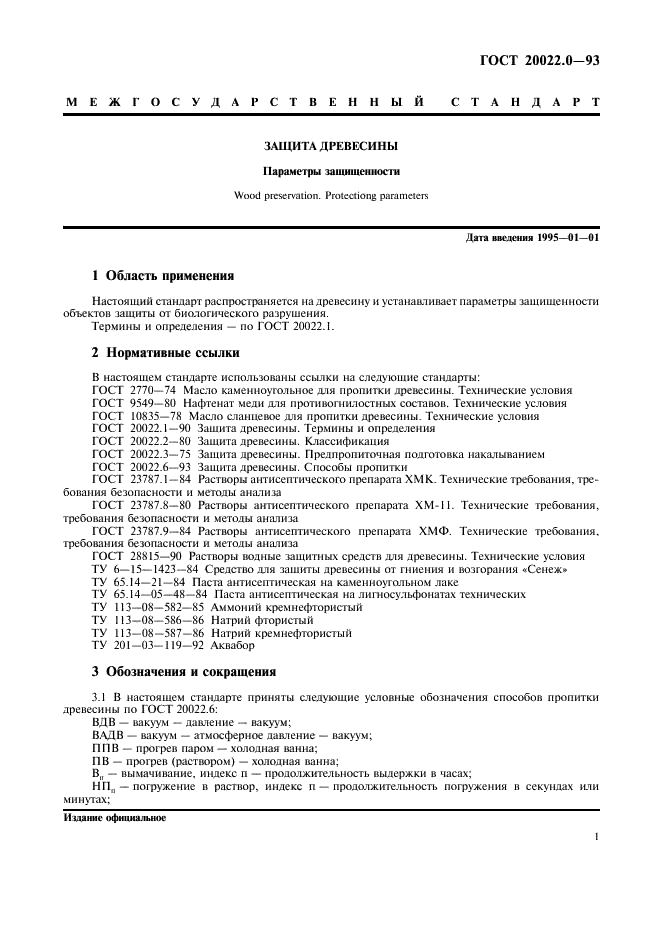 ГОСТ 20022.0—93
МЕЖГОСУДАРСТВЕННЫЙ СТАНДАРТ
ЗАЩИТА ДРЕВЕСИНЫ
Параметры защищенности
Wood preservation. Protectiong parameters
Дата введения 1995—01—01
1 Область применения
Настоящий стандарт распространяется на древесину и устанавливает параметры защищенности
объектов защиты от биологического разрушения.
Термины и определения — по ГОСТ 20022.1.
2 Нормативные ссылки
В настоящем стандарте использованы ссылки на следующие стандарты:
ГОСТ 2770—74 Масло каменноугольное для пропитки древесины. Технические условия
ГОСТ 9549—80 Нафтенат меди для противогнилостных составов. Технические условия
ГОСТ 10835—78 Масло сланцевое для пропитки древесины. Технические условия
ГОСТ 20022.1—90 Защита древесины. Термины и определения
ГОСТ 20022.2—80 Защита древесины. Классификация
ГОСТ 20022.3—75 Защита древесины. Предпропиточная подготовка накалыванием
ГОСТ 20022.6—93 Защита древесины. Способы пропитки
ГОСТ 23787.1—84 Растворы антисептического препарата ХМК. Технические требования, тре-
бования безопасности и методы анализа
ГОСТ 23787.8—80 Растворы антисептического препарата ХМ-11. Технические требования,
требования безопасности и методы анализа
ГОСТ 23787.9—84 Растворы антисептического препарата ХМФ. Технические требования,
требования безопасности и методы анализа
ГОСТ 28815—90 Растворы водные защитных средств для древесины. Технические условия
ТУ 6—15—1423—84 Средство для защиты древесины от гниения и возгорания «Сенеж»
ТУ 65.14—21—84 Паста антисептическая на каменноугольном лаке
ТУ 65.14—05—48—84 Паста антисептическая на лигносульфонатах технических
ТУ 113—08—582—85 Аммоний кремнефтористый
ТУ 113—08—586—86 Натрий фтористый
ТУ 113—08—587—86 Натрий кремнефтористый
ТУ 201—03—119—92 Аквабор
3 Обозначения и сокращения
3.1 В настоящем стандарте приняты следующие условные обозначения способов пропитки
древесины по ГОСТ 20022.6:
ВДВ — вакуум — давление — вакуум;
ВАДВ — вакуум — атмосферное давление — вакуум;
ППВ — прогрев паром — холодная ванна;
ПВ — прогрев (раствором) — холодная ванна;
Вп — вымачивание, индекс п — продолжительность выдержки в часах;
НПп — погружение в раствор, индекс п — продолжительность погружения в секундах или
минутах;
Издание официальное
1